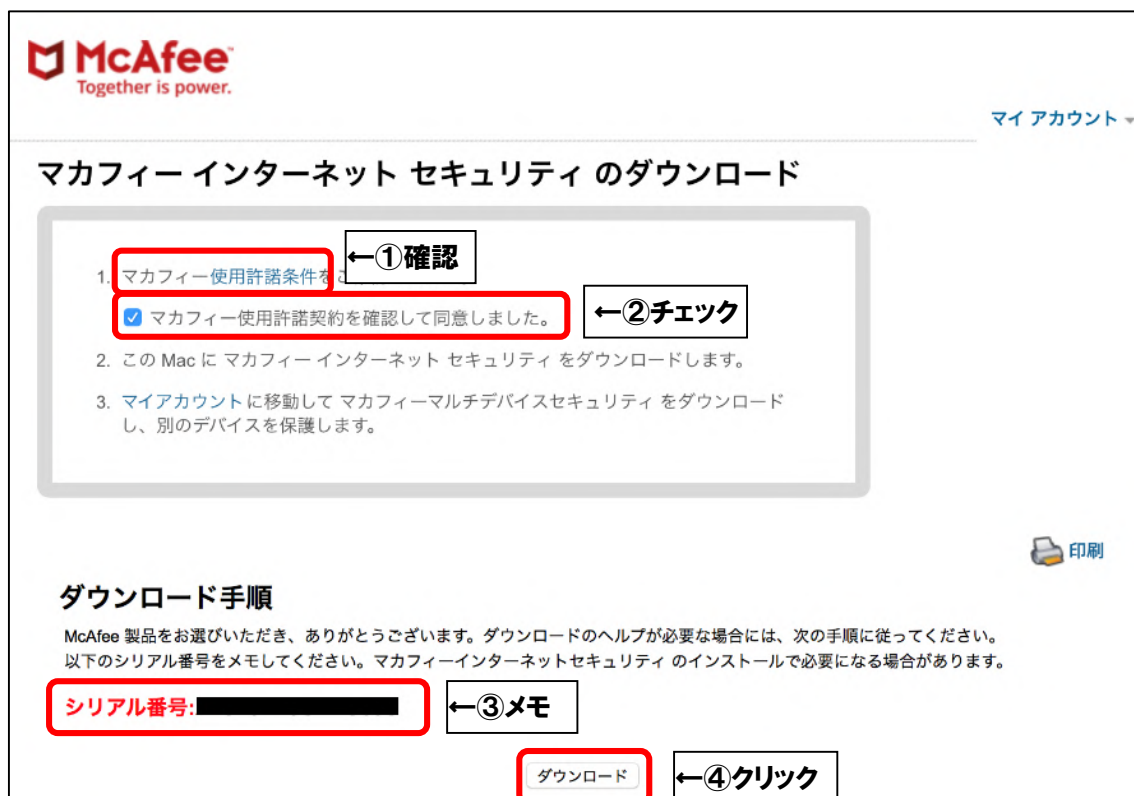 McAfee™
Together is power.
マイ アカウント
マカフィー インターネット セキュリティ のダウンロード
←①確認
1. マカフィー使用許諾条件を
マカフィー使用許諾契約を確認して同意しました。
←②チェック
2. この Mac に マカフィー インターネット セキュリティ をダウンロードします。
3. マイアカウント に移動して マカフィーマルチデバイスセキュリティ をダウンロード
し、別のデバイスを保護します。
印刷
ダウンロード手順
McAfee 製品をお選びいただき、ありがとうございます。ダウンロードのヘルプが必要な場合には、次の手順に従ってください。
以下のシリアル番号をメモしてください。マカフィーインターネットセキュリティ のインストールで必要になる場合があります。
シリアル番号:
←③メモ
ダウンロード
←④クリック